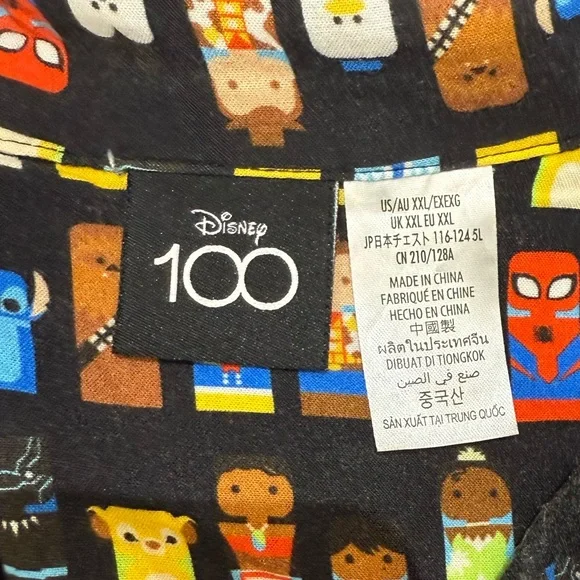 Disney
100
US/AU XXL/EXEXG
UK XXL EU XXL
JP日本チェスト 116-124 5L
CN 210/128A
MADE IN CHINA
FABRIQUÉ EN CHINE
HECHO EN CHINA
中國製
ผลิตในประเทศจีน
DIBUAT DI TIONGKOK
صنع في الصين
중국산
SẢN XUẤT TẠI TRUNG QUỐC